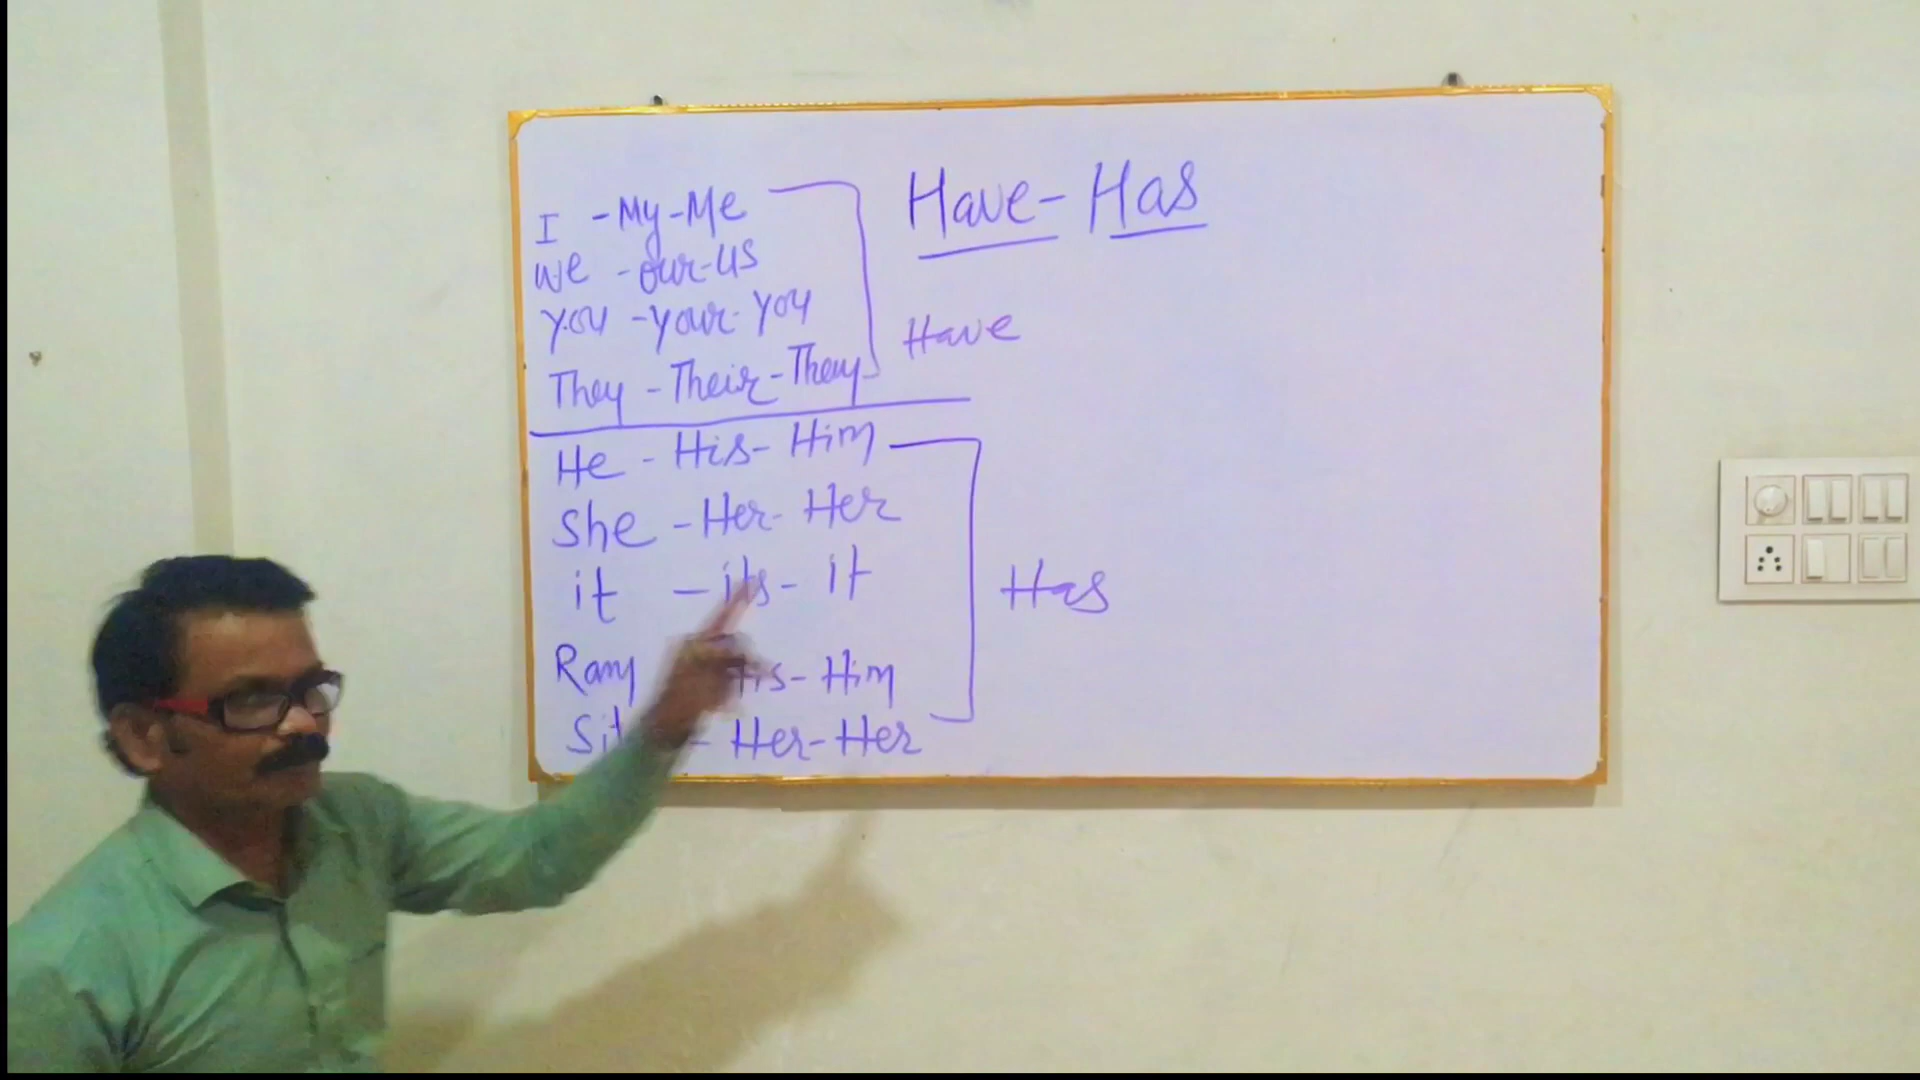 Have-Has
I -My-Me
We -our-us
You -your-You
They -Their-They
Have
He - His- Him
She -Her- Her
it - its- it
Has
Ram His- Him
- Her-Her